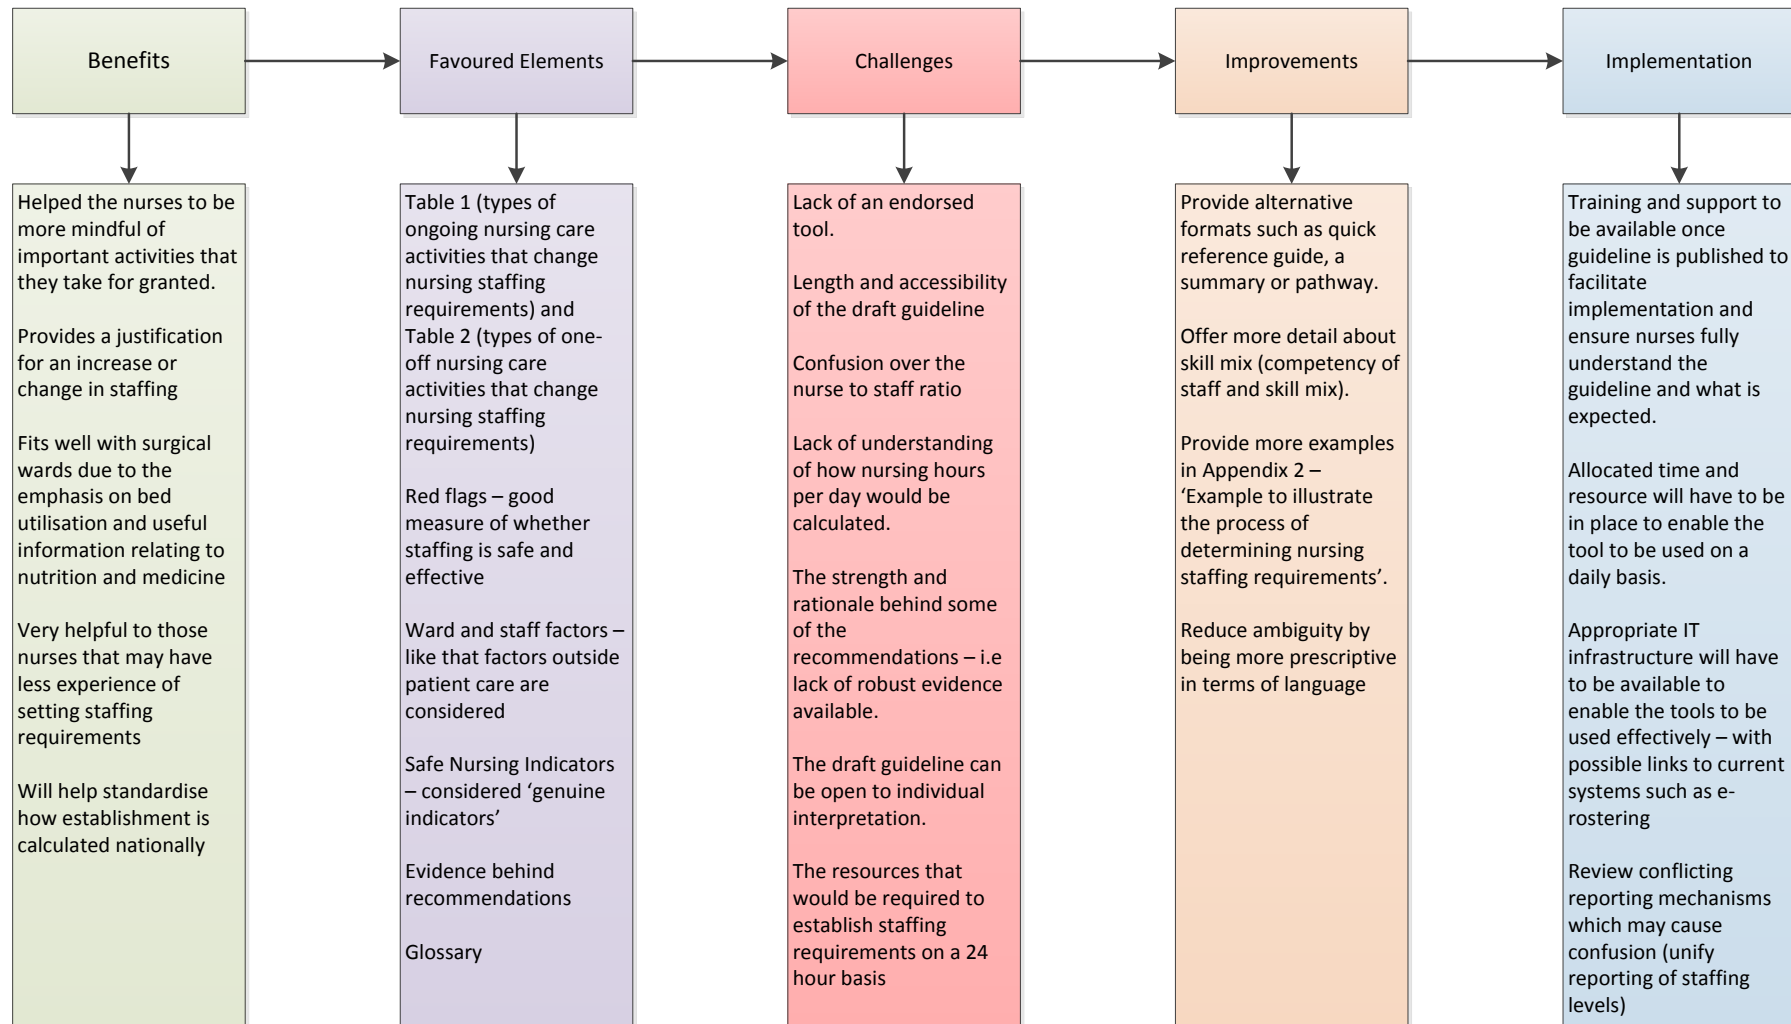 Benefits
Favoured Elements
Challenges
Improvements
Implementation
Helped the nurses to be
more mindful of
important activities that
they take for granted.
Provides a justification
for an increase or
change in staffing
Fits well with surgical
wards due to the
emphasis on bed
utilisation and useful
information relating to
nutrition and medicine
Very helpful to those
nurses that may have
less experience of
setting staffing
requirements
Will help standardise
how establishment is
calculated nationally
Table 1 (types of
ongoing nursing care
activities that change
nursing staffing
requirements) and
Table 2 (types of one-
off nursing care
activities that change
nursing staffing
requirements)
Red flags – good
measure of whether
staffing is safe and
effective
Ward and staff factors –
like that factors outside
patient care are
considered
Safe Nursing Indicators
– considered ‘genuine
indicators’
Evidence behind
recommendations
Glossary
Lack of an endorsed
tool.
Length and accessibility
of the draft guideline
Confusion over the
nurse to staff ratio
Lack of understanding
of how nursing hours
per day would be
calculated.
The strength and
rationale behind some
of the
recommendations – i.e
lack of robust evidence
available.
The draft guideline can
be open to individual
interpretation.
The resources that
would be required to
establish staffing
requirements on a 24
hour basis
Provide alternative
formats such as quick
reference guide, a
summary or pathway.
Offer more detail about
skill mix (competency of
staff and skill mix).
Provide more examples
in Appendix 2 –
‘Example to illustrate
the process of
determining nursing
staffing requirements’.
Reduce ambiguity by
being more prescriptive
in terms of language
Training and support to
be available once
guideline is published to
facilitate
implementation and
ensure nurses fully
understand the
guideline and what is
expected.
Allocated time and
resource will have to be
in place to enable the
tool to be used on a
daily basis.
Appropriate IT
infrastructure will have
to be available to
enable the tools to be
used effectively – with
possible links to current
systems such as e-
rostering
Review conflicting
reporting mechanisms
which may cause
confusion (unify
reporting of staffing
levels)